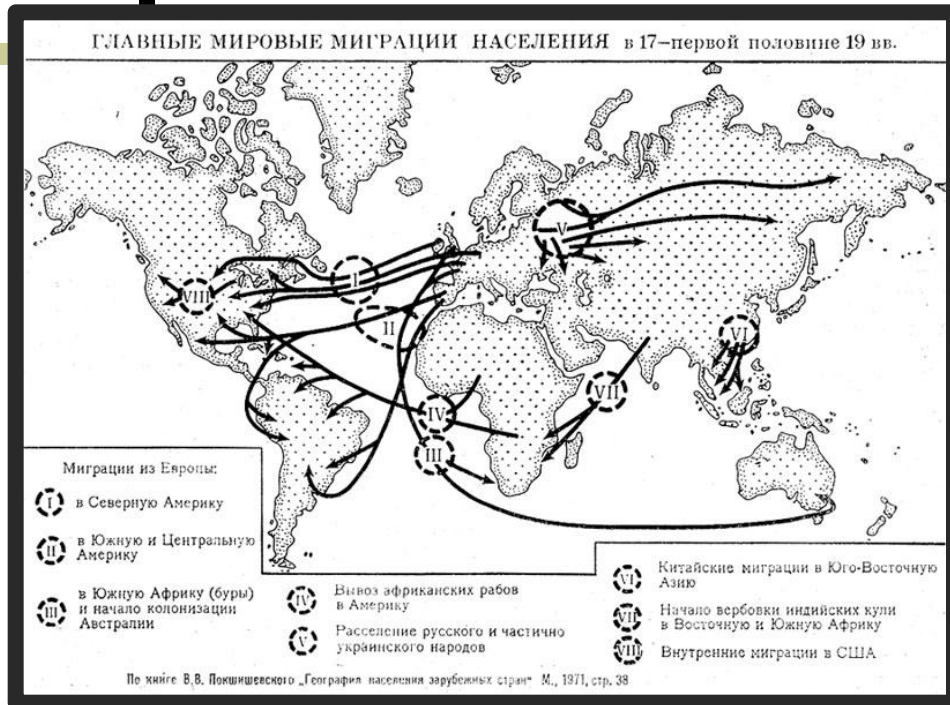 ГЛАВНЫЕ МИРОВЫЕ МИГРАЦИИ НАСЕЛЕНИЯ в 17–первой половине 19 вв.
V
I
VIII
II
VI
VII
IV
III
Миграции из Европы:
I в Северную Америку
II в Южную и Центральную
Америку
III в Южную Африку (буры)
и начало колонизации
Австралии
IV Вывоз африканских рабов
в Америку
V Расселение русского и частично
украинского народов
VI Китайские миграции в Юго-Восточную
Азию
VII Начало вербовки индийских кули
в Восточную и Южную Африку
VIII Внутренние миграции в США
По книге В.В. Покшишевского „География населения зарубежных стран" М., 1971, стр. 38